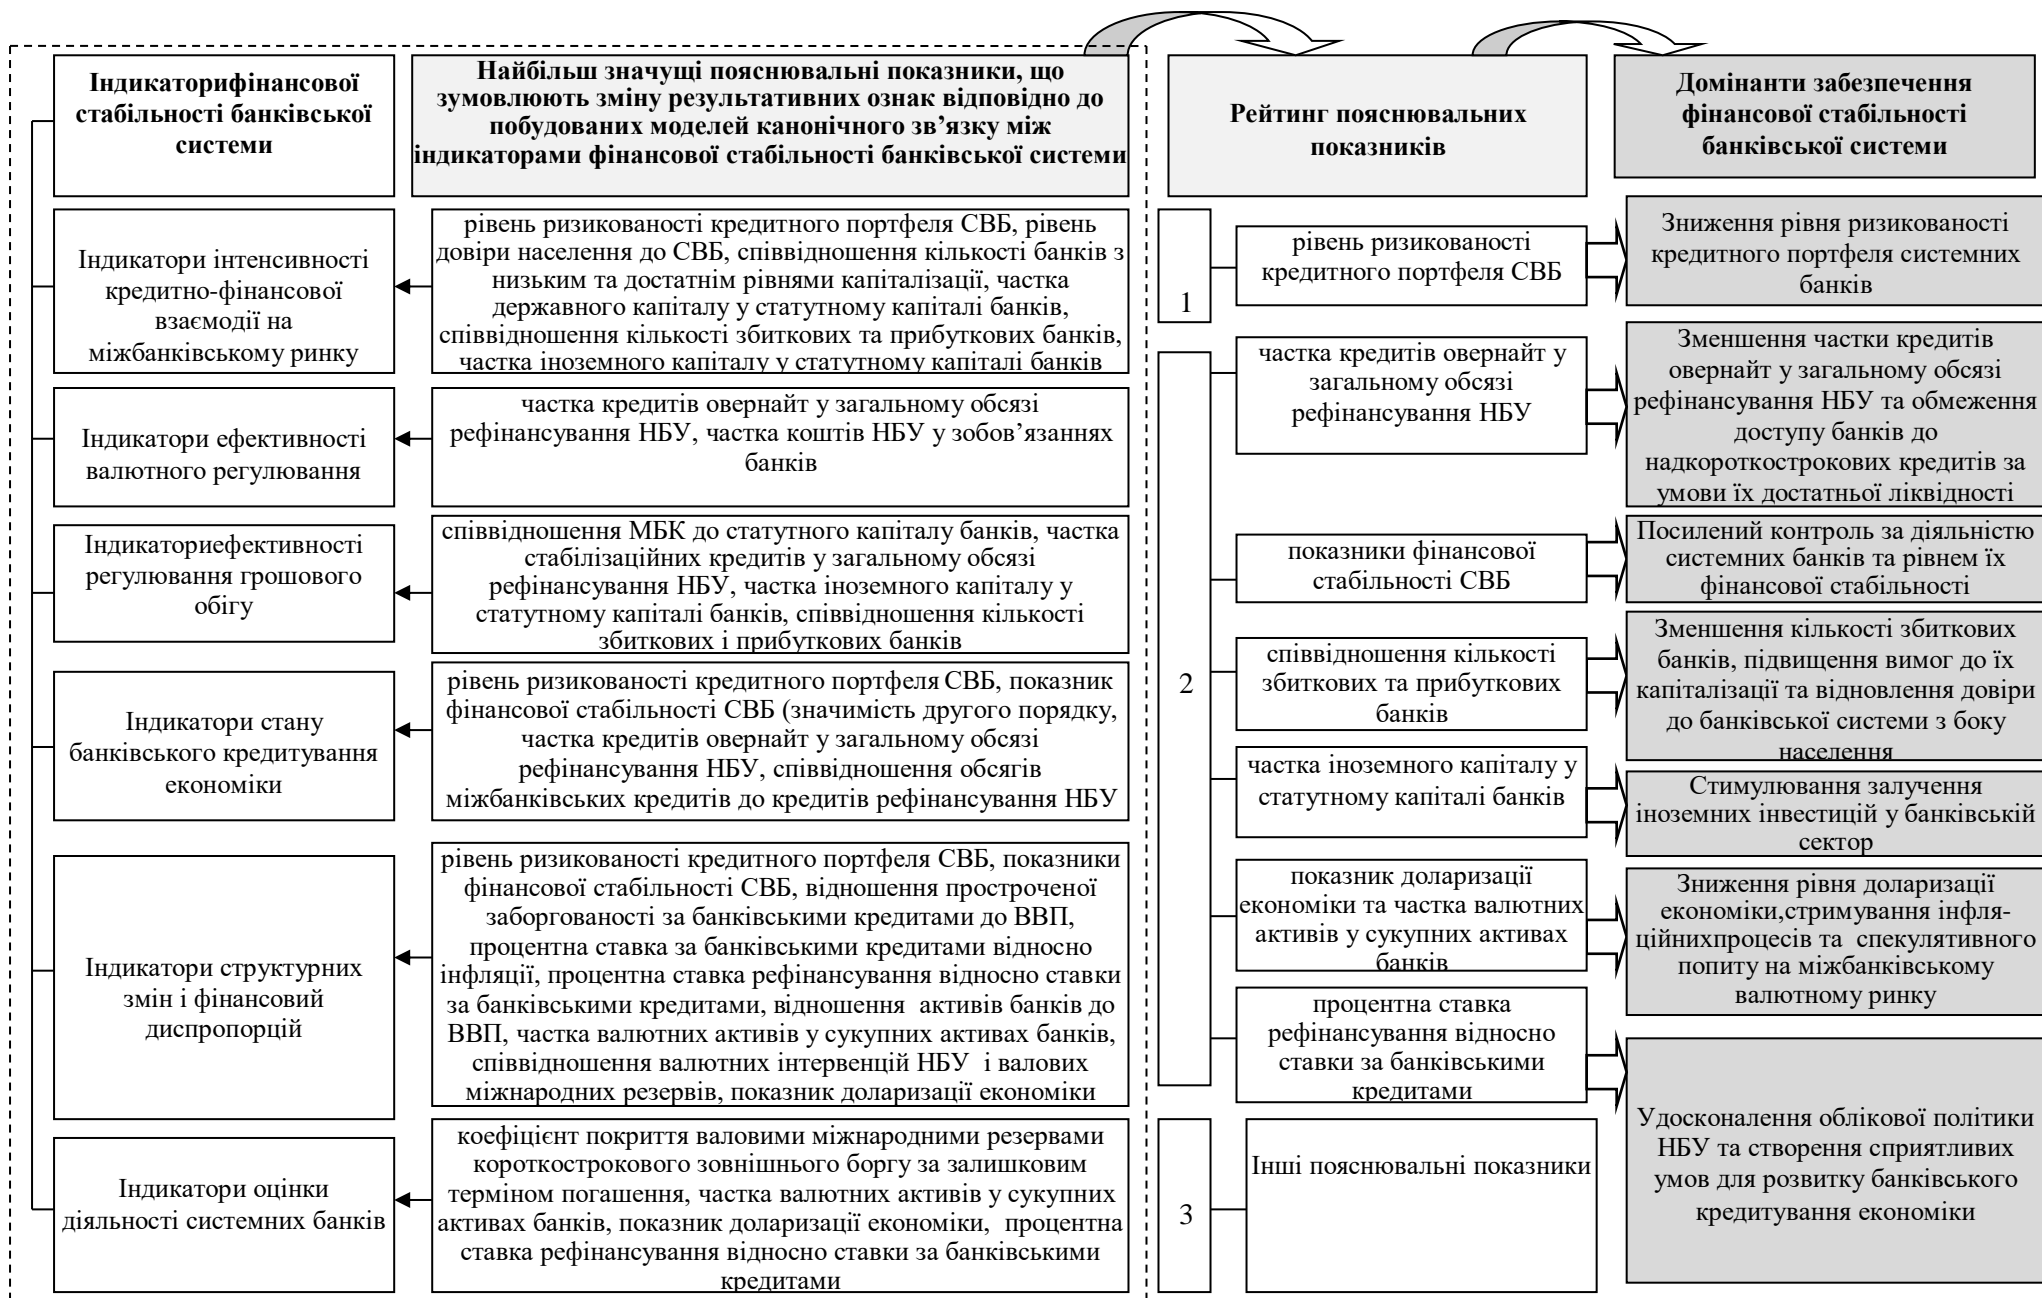 Індикаторифінансової
стабільності банківської
системи
Найбільш значущі пояснювальні показники, що
зумовлюють зміну результативних ознак відповідно до
побудованих моделей канонічного зв’язку між
індикаторами фінансової стабільності банківської системи
Рейтинг пояснювальних
показників
Домінанти забезпечення
фінансової стабільності
банківської системи
Індикатори інтенсивності
кредитно-фінансової
взаємодії на
міжбанківському ринку
рівень ризикованості кредитного портфеля СВБ, рівень
довіри населення до СВБ, співвідношення кількості банків з
низьким та достатнім рівнями капіталізації, частка
державного капіталу у статутному капіталі банків,
співвідношення кількості збиткових та прибуткових банків,
частка іноземного капіталу у статутному капіталі банків
Індикатори ефективності
валютного регулювання
частка кредитів овернайт у загальному обсязі
рефінансування НБУ, частка коштів НБУ у зобов’язаннях
банків
Індикаториефективності
регулювання грошового
обігу
співвідношення МБК до статутного капіталу банків, частка
стабілізаційних кредитів у загальному обсязі
рефінансування НБУ, частка іноземного капіталу у
статутному капіталі банків, співвідношення кількості
збиткових і прибуткових банків
Індикатори стану
банківського кредитування
економіки
рівень ризикованості кредитного портфеля СВБ, показник
фінансової стабільності СВБ (значимість другого порядку,
частка кредитів овернайт у загальному обсязі
рефінансування НБУ, співвідношення обсягів
міжбанківських кредитів до кредитів рефінансування НБУ
Індикатори структурних
змін і фінансовий
диспропорцій
рівень ризикованості кредитного портфеля СВБ, показники
фінансової стабільності СВБ, відношення простроченої
заборгованості за банківськими кредитами до ВВП,
процентна ставка за банківськими кредитами відносно
інфляції, процентна ставка рефінансування відносно ставки
за банківськими кредитами, відношення активів банків до
ВВП, частка валютних активів у сукупних активах банків,
співвідношення валютних інтервенцій НБУ і валових
міжнародних резервів, показник доларизації економіки
Індикатори оцінки
діяльності системних банків
коефіцієнт покриття валовими міжнародними резервами
короткострокового зовнішнього боргу за залишковим
терміном погашення, частка валютних активів у сукупних
активах банків, показник доларизації економіки, процентна
ставка рефінансування відносно ставки за банківськими
кредитами
1
рівень ризикованості
кредитного портфеля СВБ
Зниження рівня ризикованості
кредитного портфеля системних
банків
2
частка кредитів овернайт у
загальному обсязі
рефінансування НБУ
Зменшення частки кредитів
овернайт у загальному обсязі
рефінансування НБУ та обмеження
доступу банків до
надкороткострокових кредитів за
умови їх достатньої ліквідності
показники фінансової
стабільності СВБ
Посилений контроль за діяльністю
системних банків та рівнем їх
фінансової стабільності
співвідношення кількості
збиткових та прибуткових
банків
Зменшення кількості збиткових
банків, підвищення вимог до їх
капіталізації та відновлення довіри
до банківської системи з боку
населення
частка іноземного капіталу у
статутному капіталі банків
Стимулювання залучення
іноземних інвестицій у банківській
сектор
показник доларизації
економіки та частка валютних
активів у сукупних активах
банків
Зниження рівня доларизації
економіки,стримування інфля-
ційнихпроцесів та спекулятивного
попиту на міжбанківському
валютному ринку
процентна ставка
рефінансування відносно
ставки за банківськими
кредитами
Удосконалення облікової політики
НБУ та створення сприятливих
умов для розвитку банківського
кредитування економіки
3
Інші пояснювальні показники